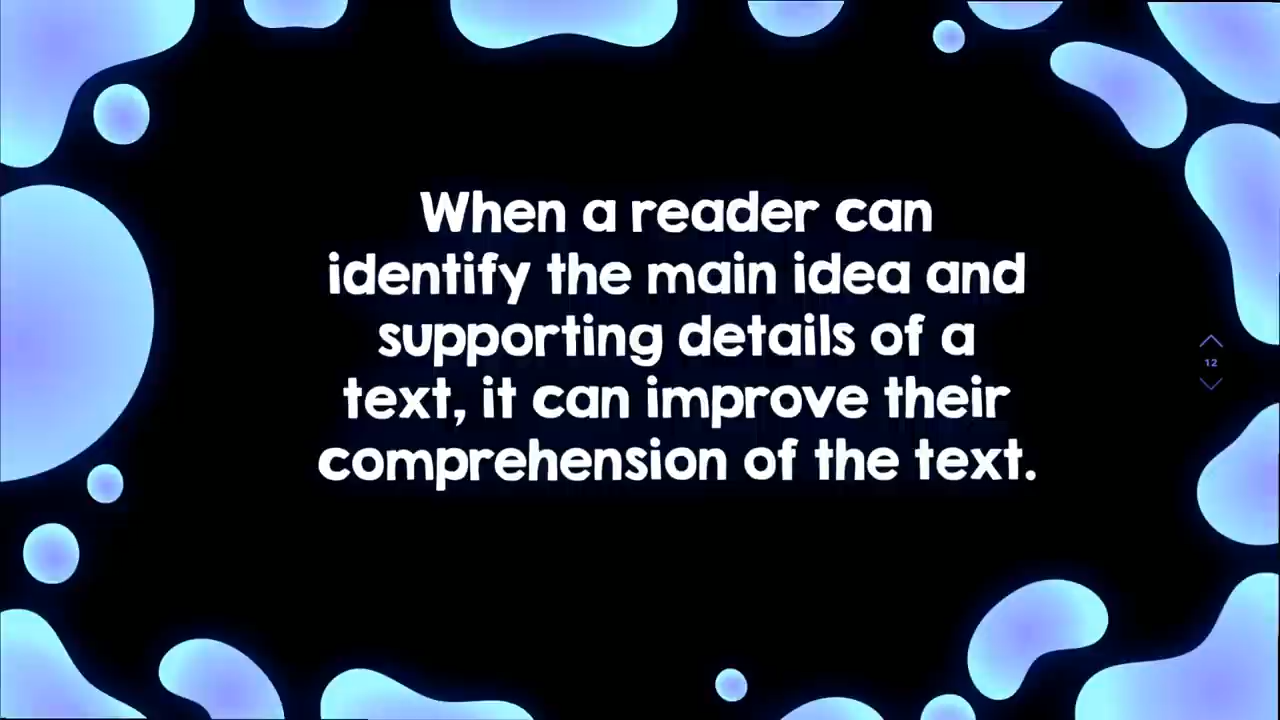 When a reader can
identify the main idea and
supporting details of a
text, it can improve their
comprehension of the text.
12